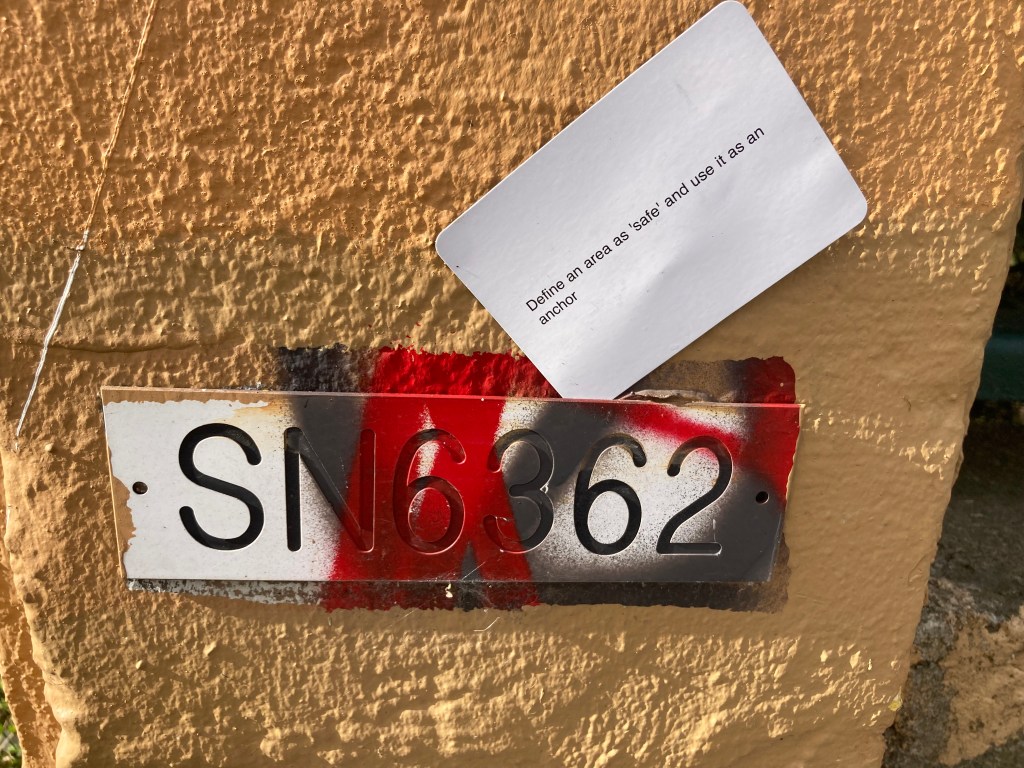 Define an area as 'safe' and use it as an
anchor
SN6362